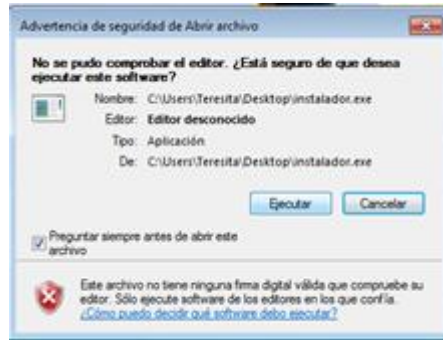 Advertencia de seguridad de Abrir archivo
No se pudo comprobar el editor. ¿Está seguro de que desea
ejecutar este software?
Nombre: C:\Users\Teresita\Desktop\instalador.exe
Editor: Editor desconocido
Tipo: Aplicación
De: C:\Users\Teresita\Desktop\instalador.exe
Ejecutar Cancelar
Preguntar siempre antes de abrir este
archivo
Este archivo no tiene ninguna firma digital válida que compruebe su
editor. Sólo ejecute software de los editores en los que confía.
¿Cómo puedo decidir qué software debo ejecutar?